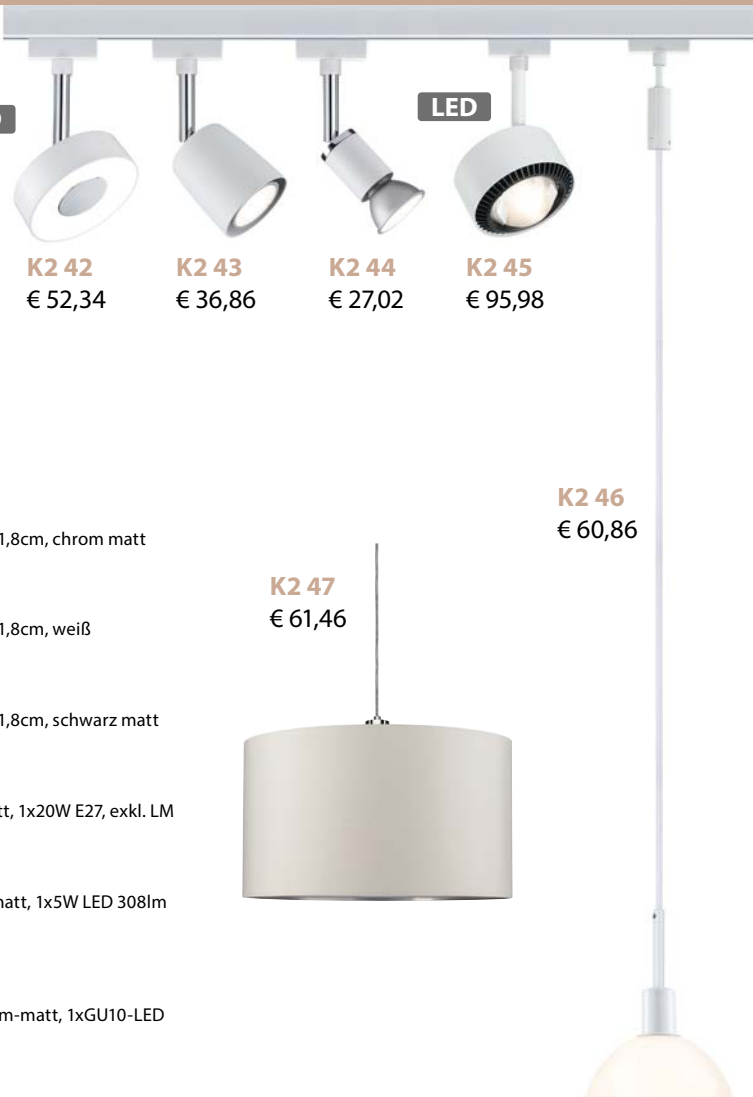 LED
K2 42
€ 52,34
K2 43
€ 36,86
K2 44
€ 27,02
K2 45
€ 95,98
K2 46
€ 60,86
1,8cm, chrom matt
K2 47
€ 61,46
1,8cm, weiß
1,8cm, schwarz matt
tt, 1x20W E27, exkl. LM
natt, 1x5W LED 308lm
m-matt, 1xGU10-LED